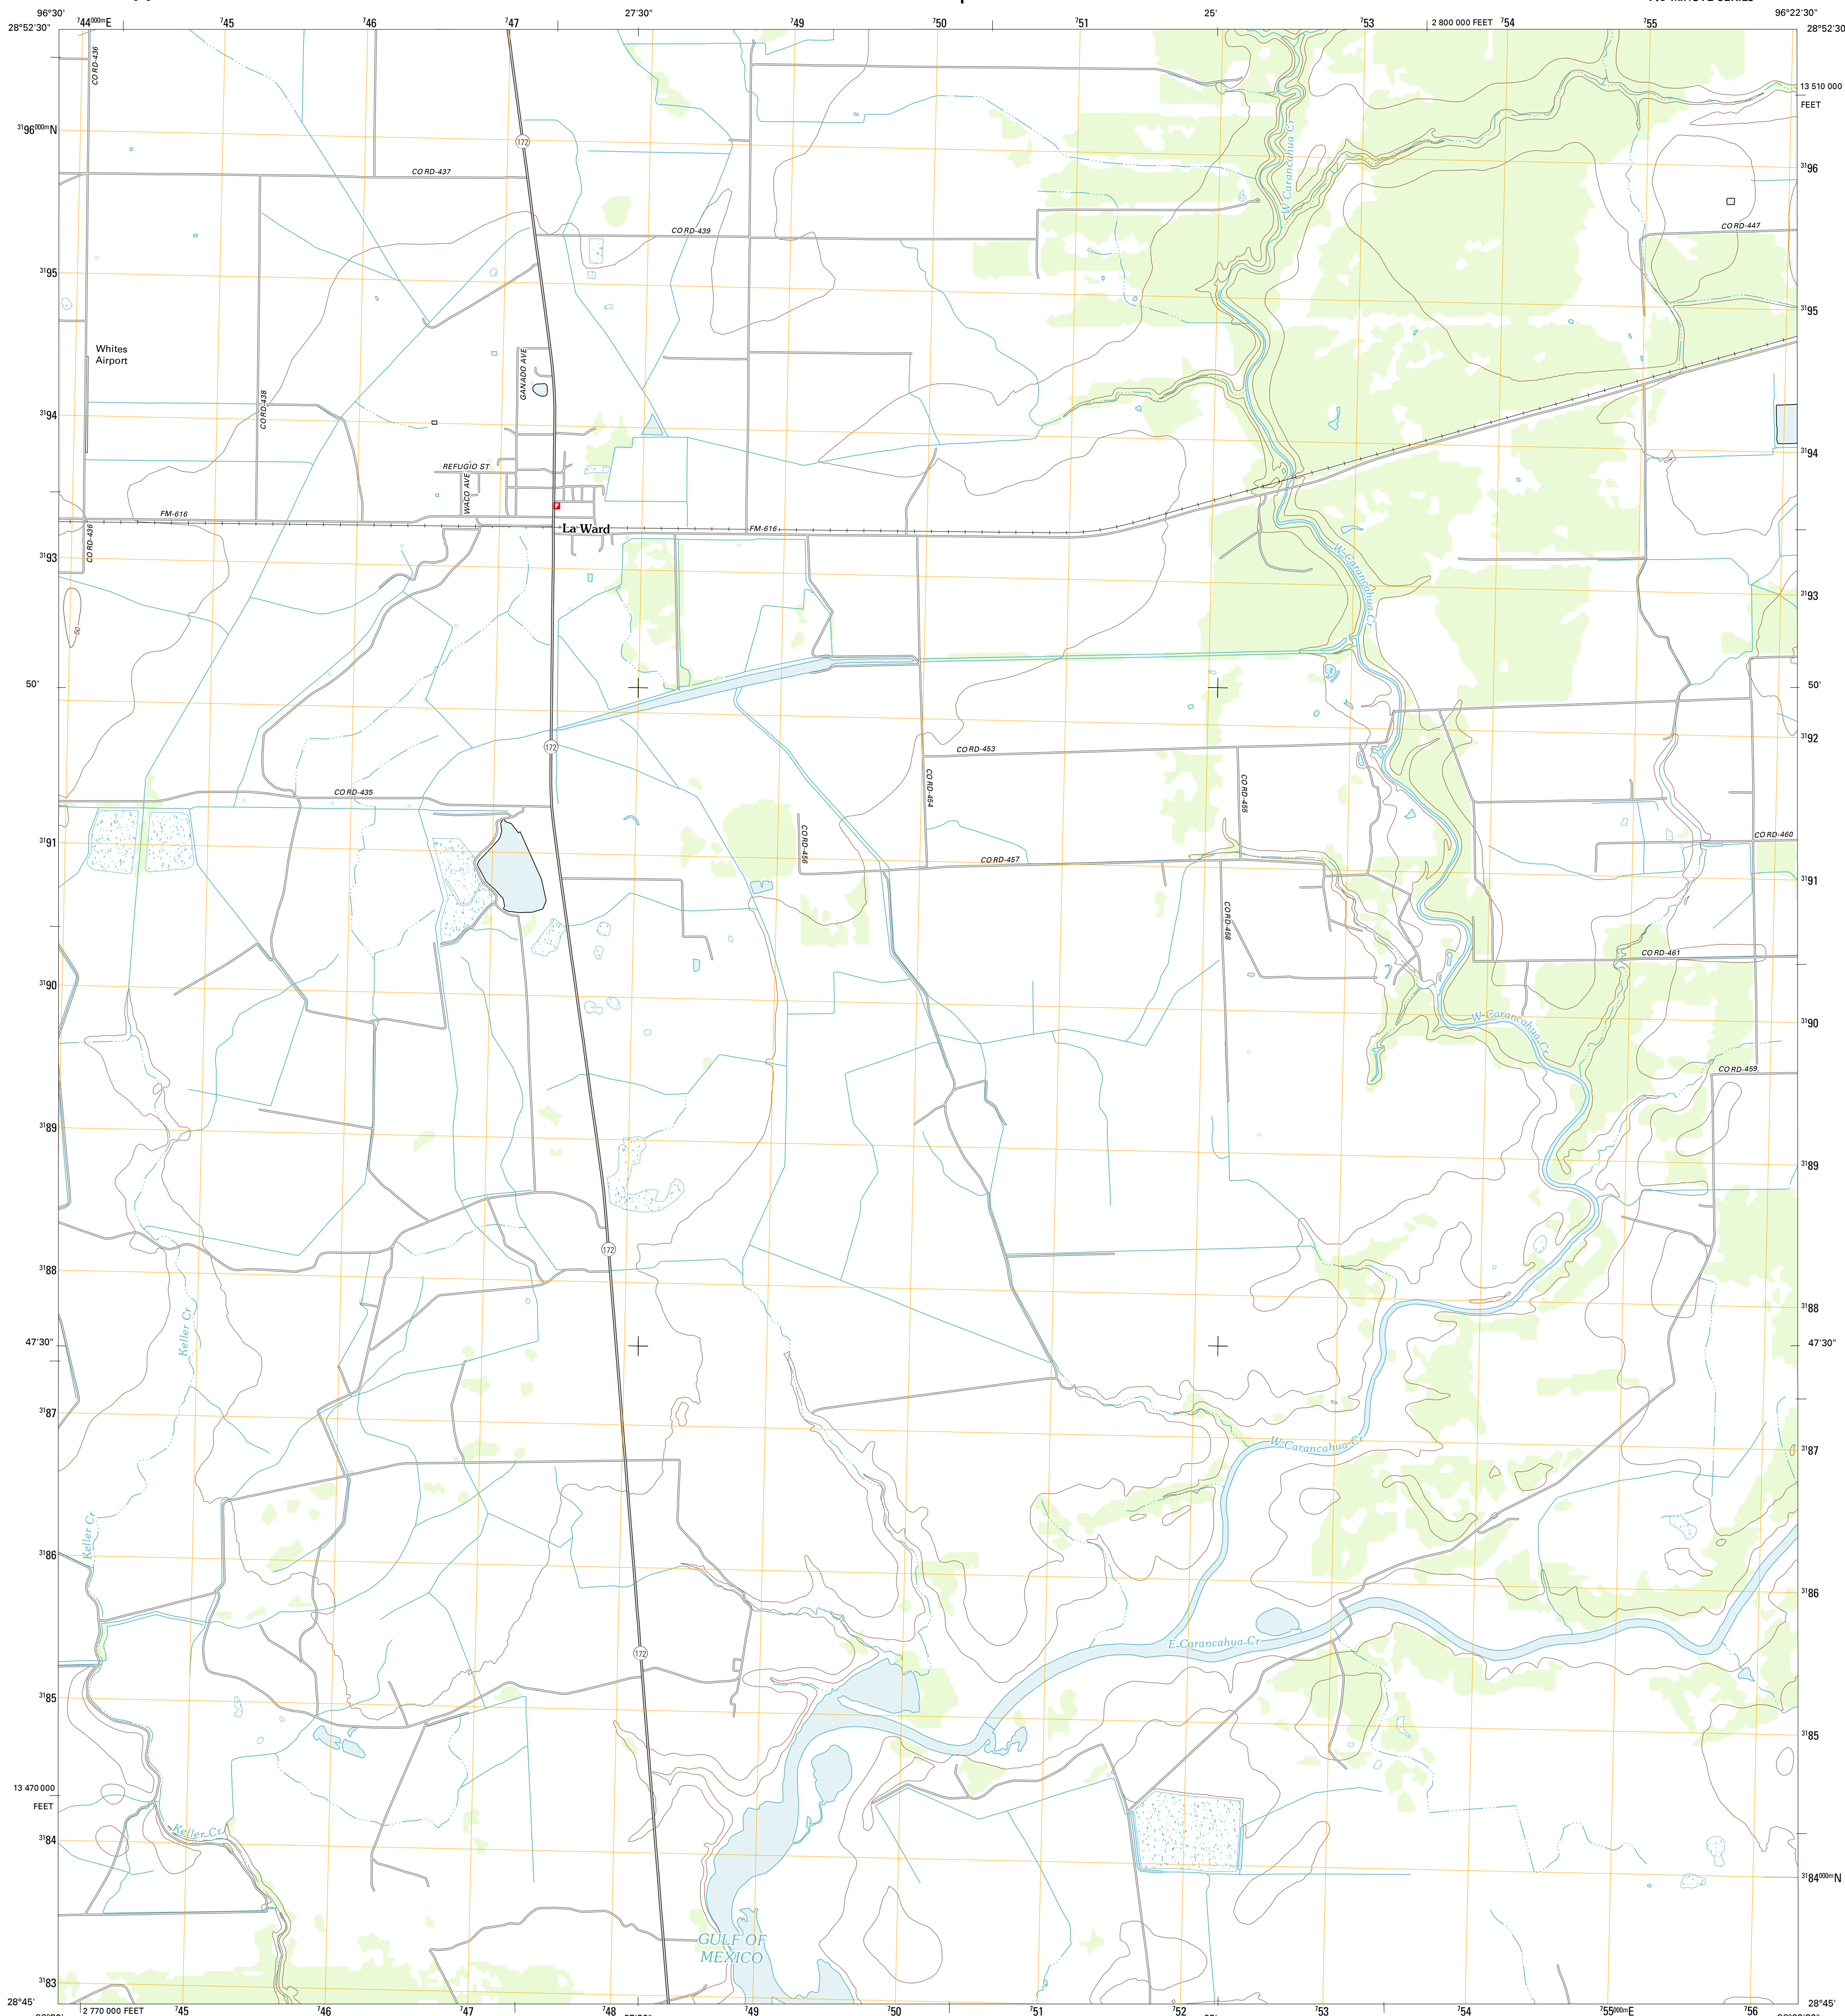 96°30'
⁷44⁰⁰⁰ᵐE
⁷45
⁷46
⁷47
27'30"
⁷49
⁷50
⁷51
25'
⁷53
2 800 000 FEET
⁷54
⁷55
96°22'30"
28°52'30"
28°52'30
CO RD-436
13 510 000
FEET
³¹96⁰⁰⁰ᵐN
172
W Carancahua Cr
³¹96
CO RD-437
CO RD-439
CO RD-447
³¹95
³¹95
Whites
Airport
GANADO AVE
CO RD-438
³¹94
³¹94
REFUGIO ST
WACO AVE
F
FM-616
La Ward
FM-616
CO RD-436
³¹93
W Carancahua Cr
³¹93
50
50'
50'
172
³¹92
CO RD-453
CO RD-454
CO RD-455
CO RD-435
CO RD-456
CO RD-460
³¹91
CO RD-457
³¹91
CO RD-458
CO RD-461
³¹90
W Carancahua Cr
³¹90
CO RD-459
³¹89
³¹89
172
³¹88
³¹88
Keller Cr
47'30"
47'30"
³¹87
W Carancahua Cr
³¹87
Keller Cr
³¹86
³¹86
E Carancahua Cr
172
³¹85
³¹85
13 470 000
FEET
Keller Cr
³¹84
³¹84⁰⁰⁰ᵐN
GULF OF
MEXICO
³¹83
28°45'
28°45'
2 770 000 FEET
⁷45
⁷46
⁷47
⁷48
⁷49
⁷50
⁷51
⁷52
⁷53
⁷54
⁷55⁰⁰⁰ᵐE
⁷56